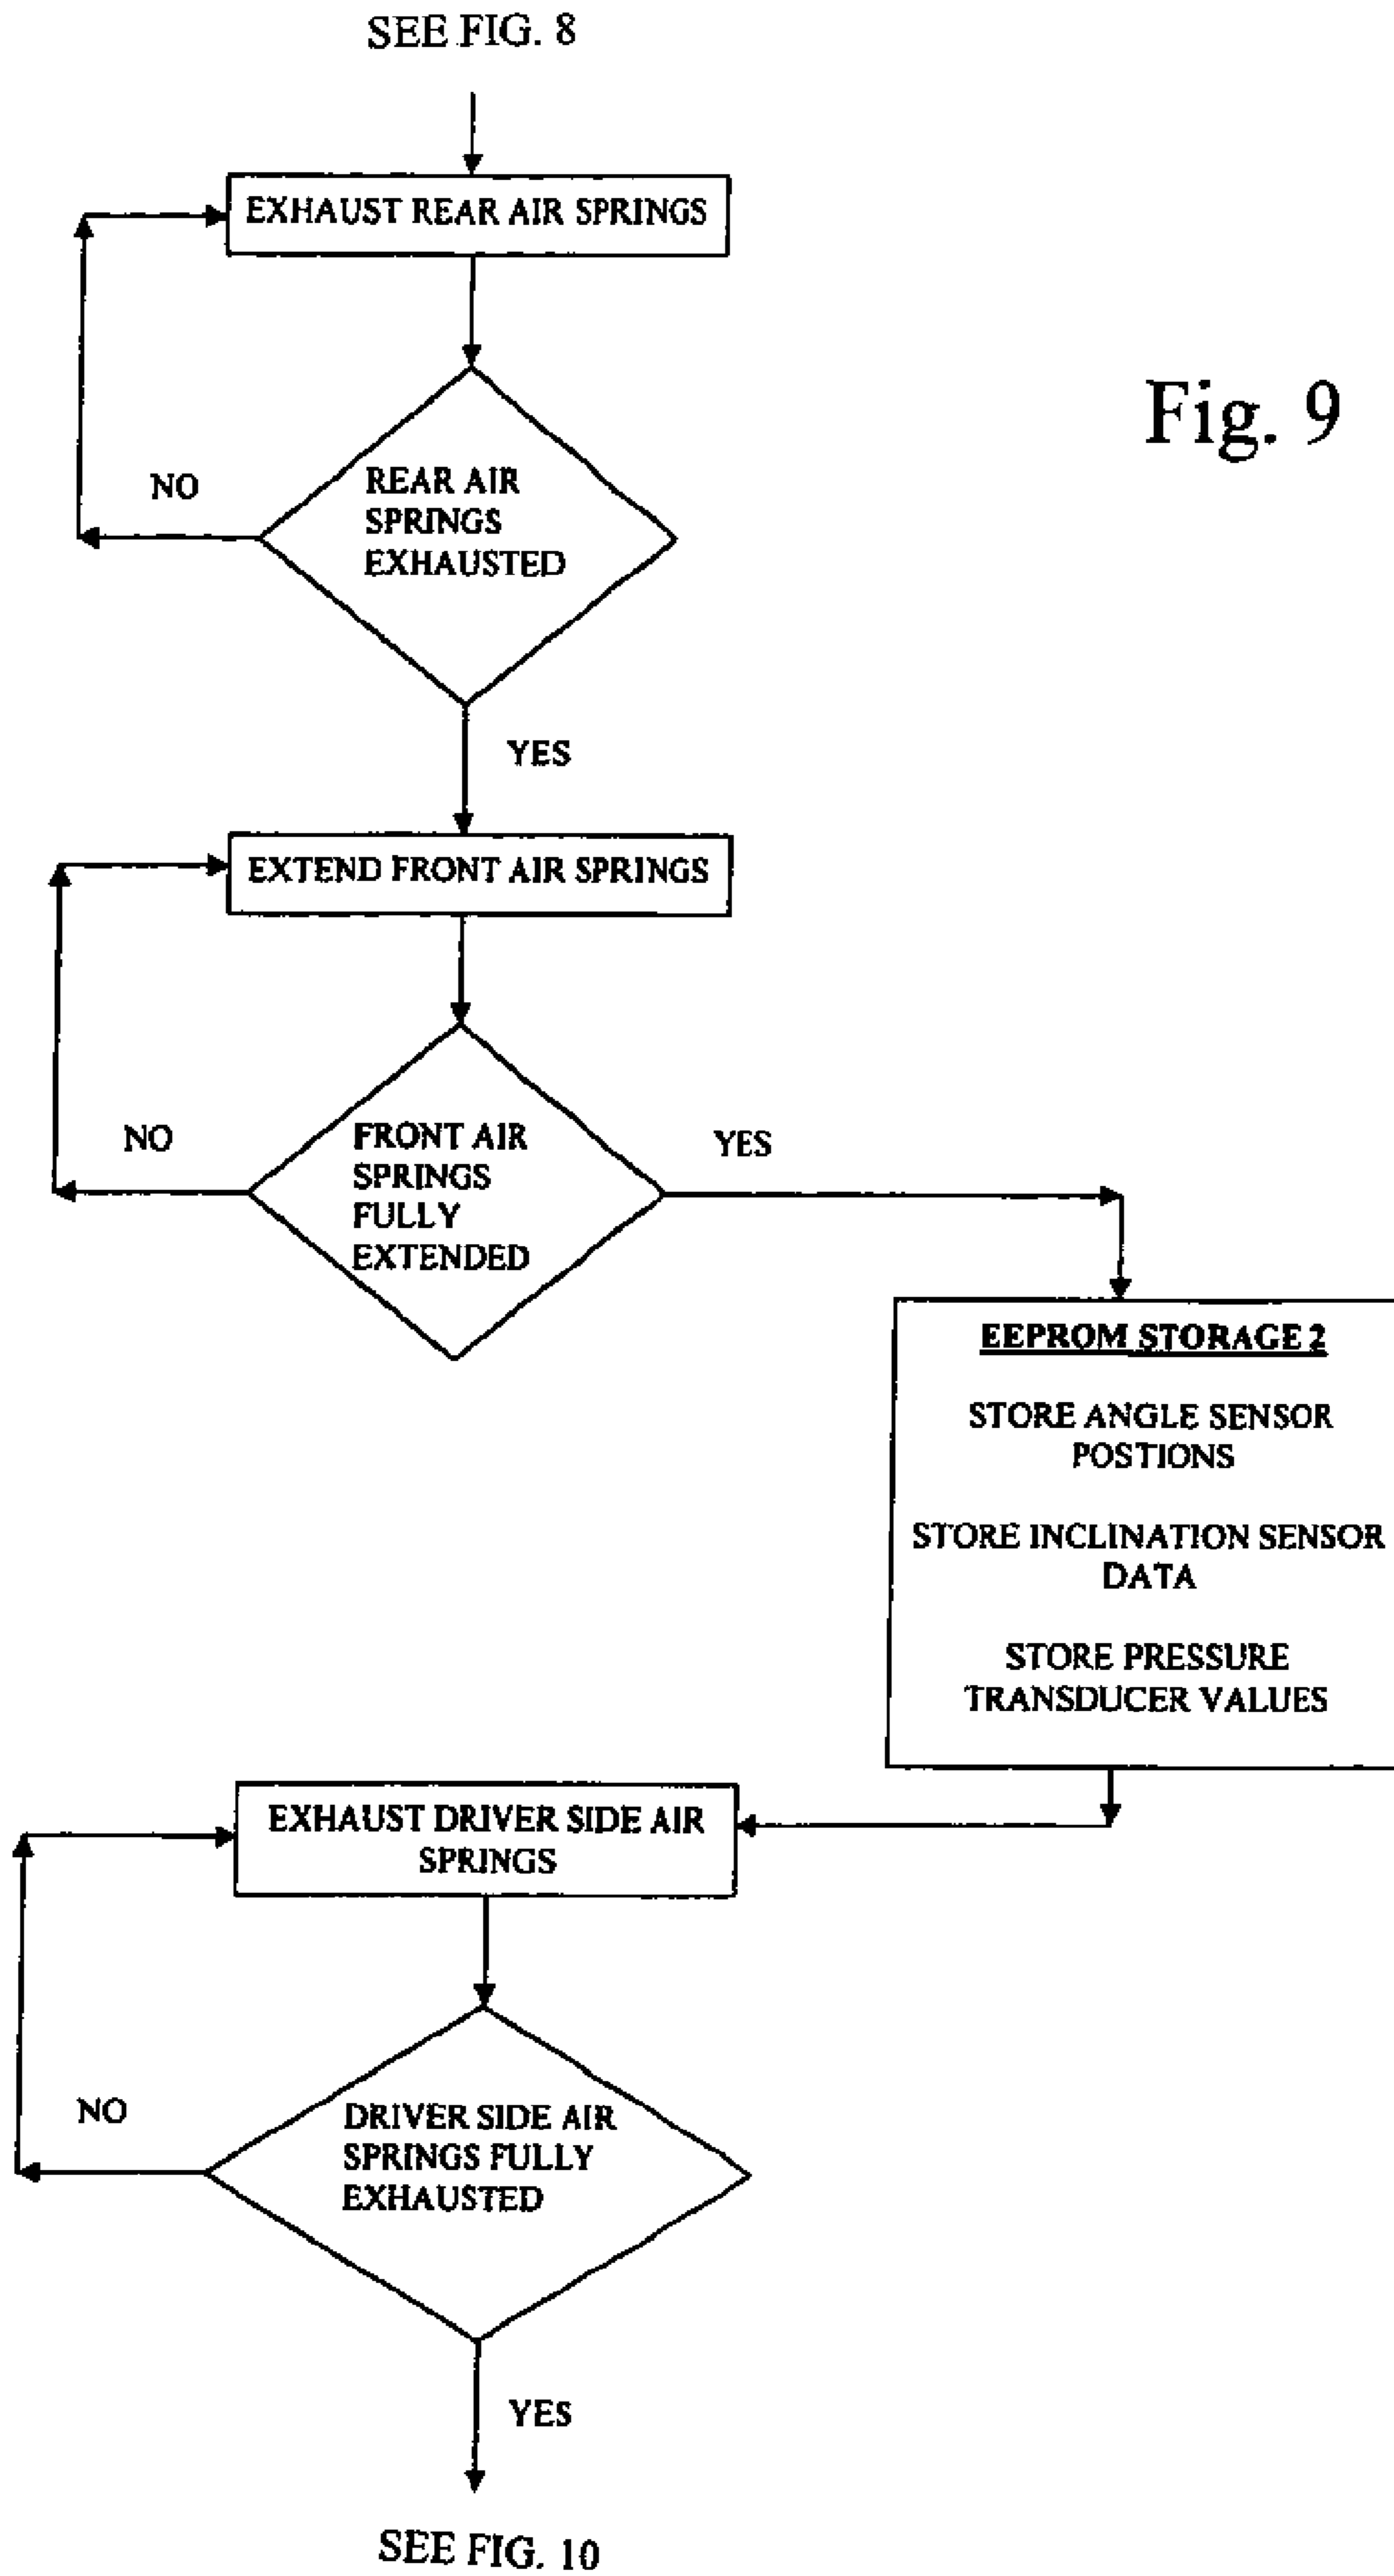 SEE FIG. 8
EXHAUST REAR AIR SPRINGS
Fig. 9
NO
REAR AIR
SPRINGS
EXHAUSTED
YES
EXTEND FRONT AIR SPRINGS
NO
FRONT AIR
SPRINGS
FULLY
EXTENDED
YES
EEPROM STORAGE 2
STORE ANGLE SENSOR
POSTIONS
STORE INCLINATION SENSOR
DATA
STORE PRESSURE
TRANSDUCER VALUES
EXHAUST DRIVER SIDE AIR
SPRINGS
NO
DRIVER SIDE AIR
SPRINGS FULLY
EXHAUSTED
YES
SEE FIG. 10